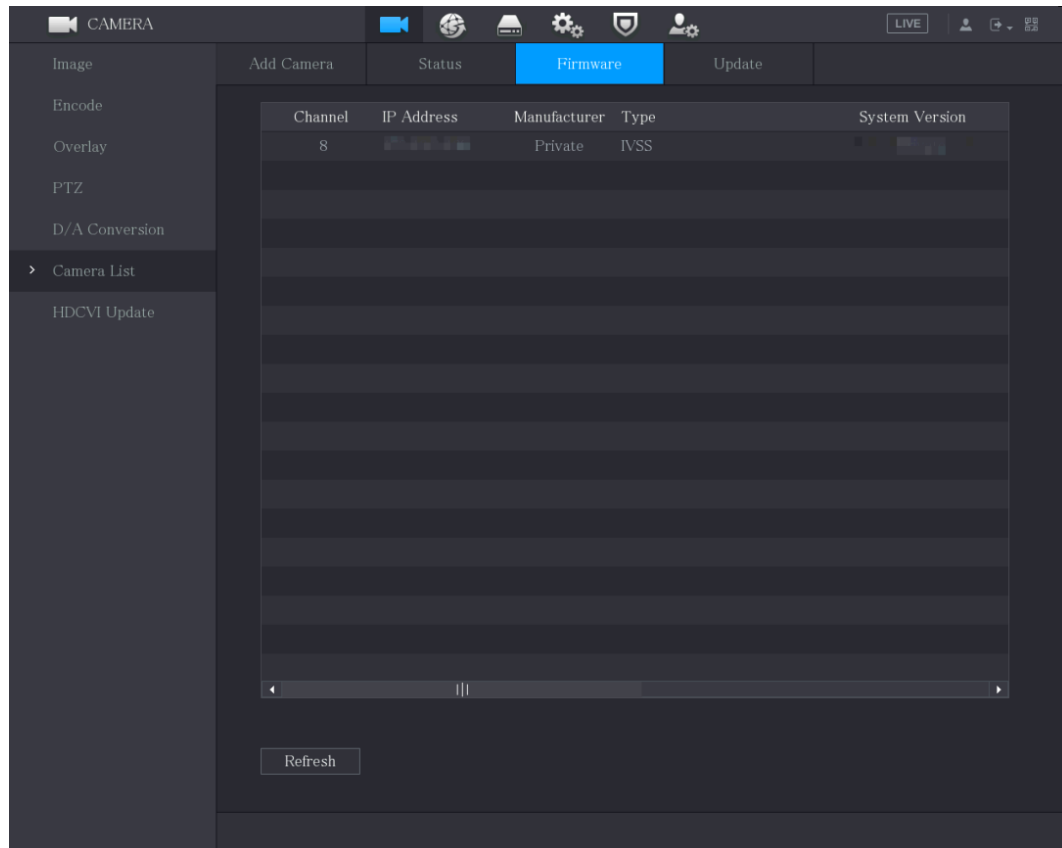 CAMERA
LIVE
Image
Encode
Overlay
PTZ
D/A Conversion
Camera List
HDCVI Update
Add Camera Status Firmware Update
Channel IP Address Manufacturer Type System Version
8 Private IVSS
Refresh